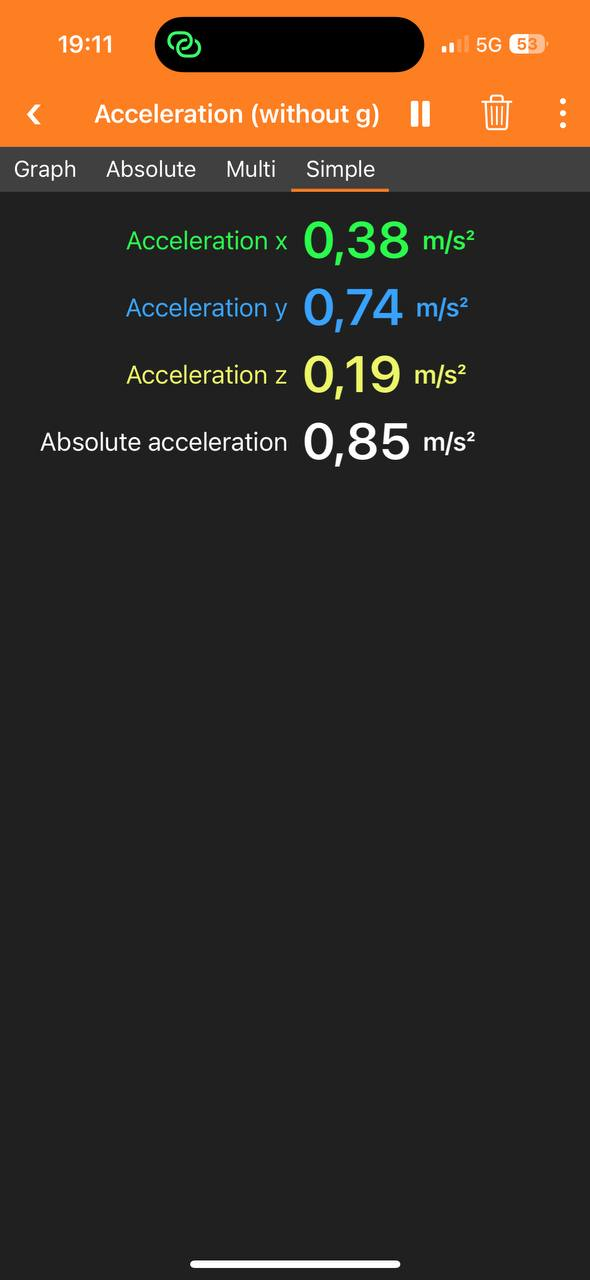 19:11 5G 53
Acceleration (without g)
Graph Absolute Multi Simple
Acceleration x 0,38 m/s²
Acceleration y 0,74 m/s²
Acceleration z 0,19 m/s²
Absolute acceleration 0,85 m/s²